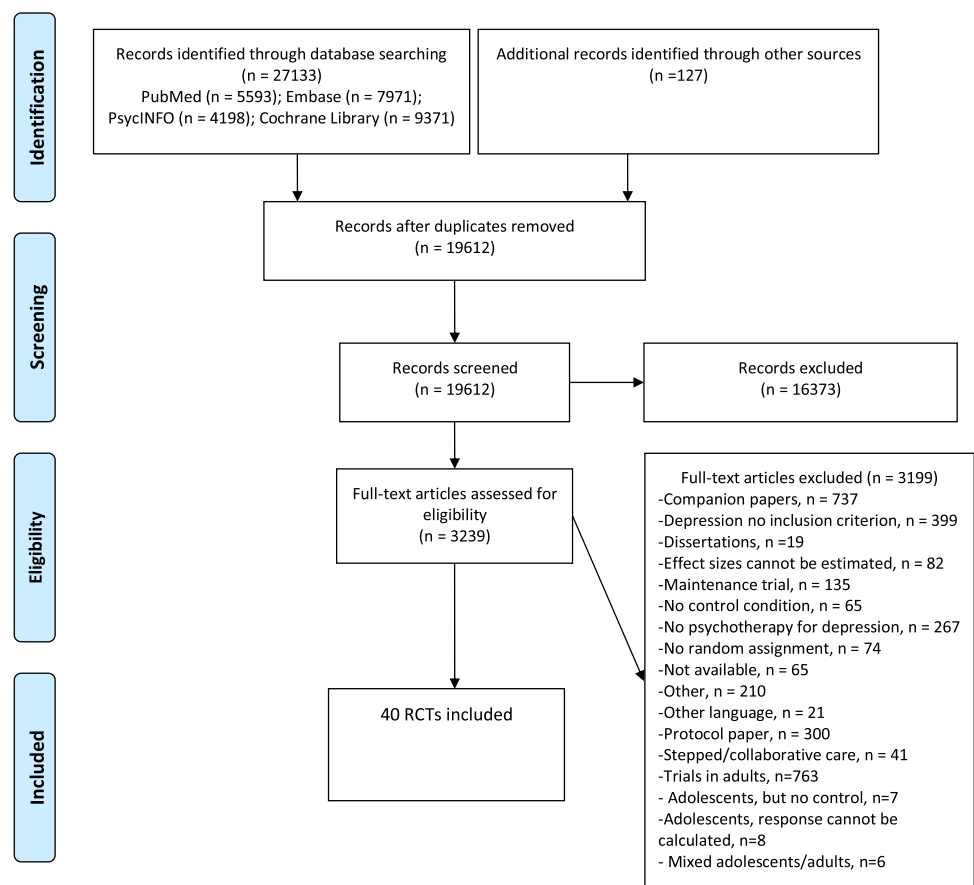 Identification
Records identified through database searching
(n = 27133)
PubMed (n = 5593); Embase (n = 7971);
PsycINFO (n = 4198); Cochrane Library (n = 9371)
Additional records identified through other sources
(n =127)
Records after duplicates removed
(n = 19612)
Screening
Records screened
(n = 19612)
Records excluded
(n = 16373)
Eligibility
Full-text articles assessed for
eligibility
(n = 3239)
Full-text articles excluded (n = 3199)
-Companion papers, n = 737
-Depression no inclusion criterion, n = 399
-Dissertations, n =19
-Effect sizes cannot be estimated, n = 82
-Maintenance trial, n = 135
-No control condition, n = 65
-No psychotherapy for depression, n = 267
-No random assignment, n = 74
-Not available, n = 65
-Other, n = 210
-Other language, n = 21
-Protocol paper, n = 300
-Stepped/collaborative care, n = 41
-Trials in adults, n=763
- Adolescents, but no control, n=7
-Adolescents, response cannot be
calculated, n=8
- Mixed adolescents/adults, n=6
Included
40 RCTs included